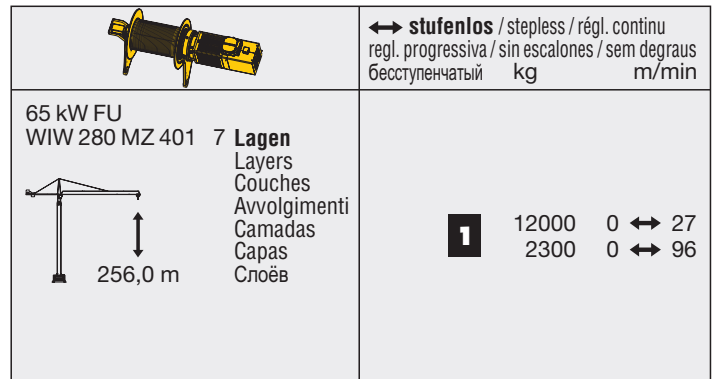 ↔ stufenlos / stepless / régl. continu
regl. progressiva / sin escalones / sem degraus
бесступенчатый kg m/min
65 kW FU
WIW 280 MZ 401 7 Lagen
Layers
Couches
Avvolgimenti
Camadas
Capas
256,0 m Слоёв
1 12000 0 ↔ 27
2300 0 ↔ 96